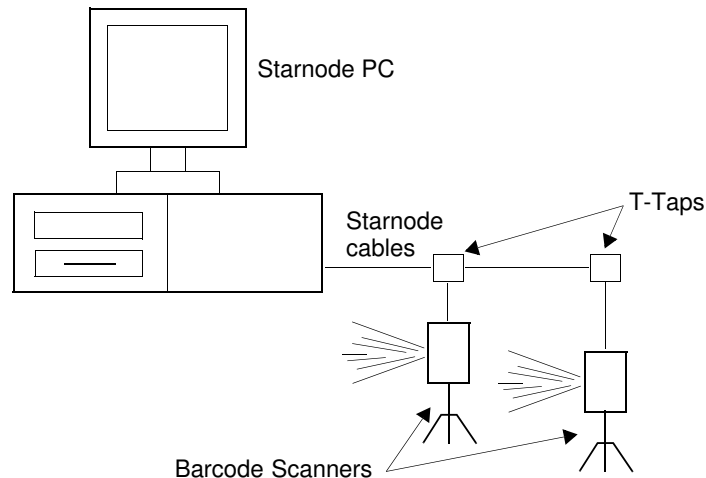 Starnode PC
T-Taps
Starnode
cables
Barcode Scanners